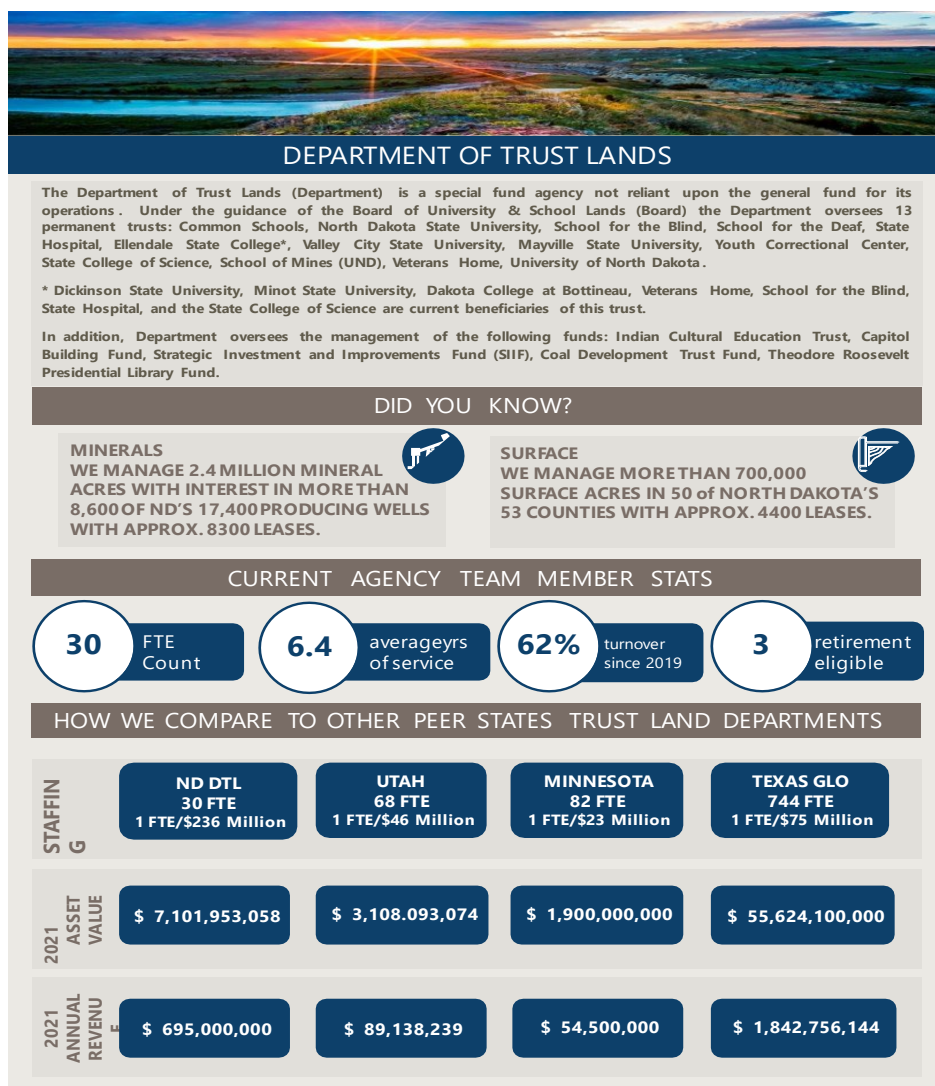 DEPARTMENT OF TRUST LANDS
The Department of Trust Lands (Department) is a special fund agency not reliant upon the general fund for its
operations. Under the guidance of the Board of University & School Lands (Board) the Department oversees 13
permanent trusts: Common Schools, North Dakota State University, School for the Blind, School for the Deaf, State
Hospital, Ellendale State College*, Valley City State University, Mayville State University, Youth Correctional Center,
State College of Science, School of Mines (UND), Veterans Home, University of North Dakota.
* Dickinson State University, Minot State University, Dakota College at Bottineau, Veterans Home, School for the Blind,
State Hospital, and the State College of Science are current beneficiaries of this trust.
In addition, Department oversees the management of the following funds: Indian Cultural Education Trust, Capitol
Building Fund, Strategic Investment and Improvements Fund (SIIF), Coal Development Trust Fund, Theodore Roosevelt
Presidential Library Fund.
DID YOU KNOW?
MINERALS
WE MANAGE 2.4 MILLION MINERAL
ACRES WITH INTEREST IN MORE THAN
8,600 OF ND'S 17,400 PRODUCING WELLS
WITH APPROX. 8300 LEASES.
SURFACE
WE MANAGE MORE THAN 700,000
SURFACE ACRES IN 50 of NORTH DAKOTA'S
53 COUNTIES WITH APPROX. 4400 LEASES.
CURRENT AGENCY TEAM MEMBER STATS
30
FTE
Count
6.4
averageyrs
of service
62%
turnover
since 2019
3
retirement
eligible
HOW WE COMPARE TO OTHER PEER STATES TRUST LAND DEPARTMENTS
STAFFIN
G
ND DTL
30 FTE
1 FTE/$236 Million
UTAH
68 FTE
1 FTE/$46 Million
MINNESOTA
82 FTE
1 FTE/$23 Million
TEXAS GLO
744 FTE
1 FTE/$75 Million
2021
ASSET
VALUE
$ 7,101,953,058
$ 3,108.093,074
$ 1,900,000,000
$ 55,624,100,000
2021
ANNUAL
REVENU
E
$ 695,000,000
$ 89,138,239
$ 54,500,000
$ 1,842,756,144